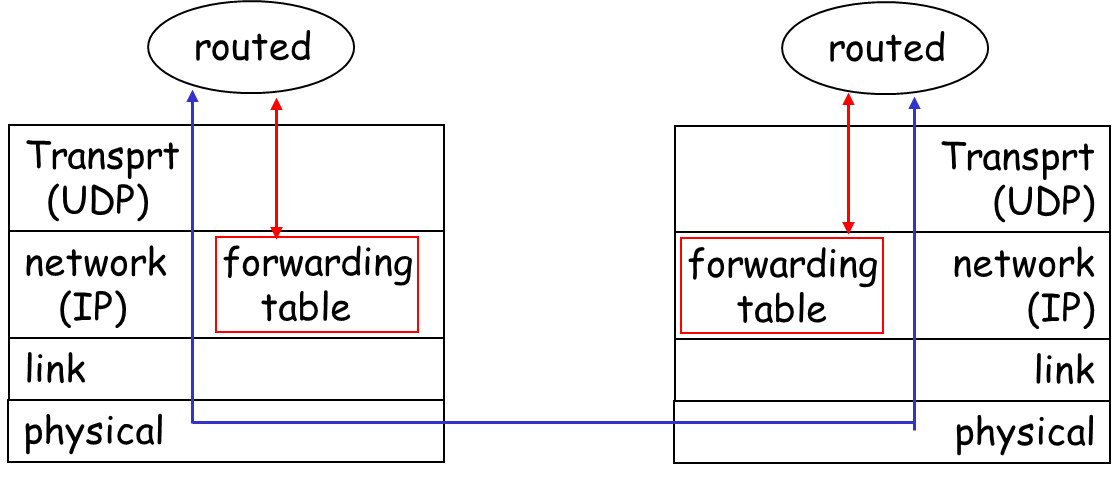 routed
routed
Transprt
(UDP)
Transprt
(UDP)
network
(IP)
forwarding
table
forwarding
table
network
(IP)
link
link
physical
physical